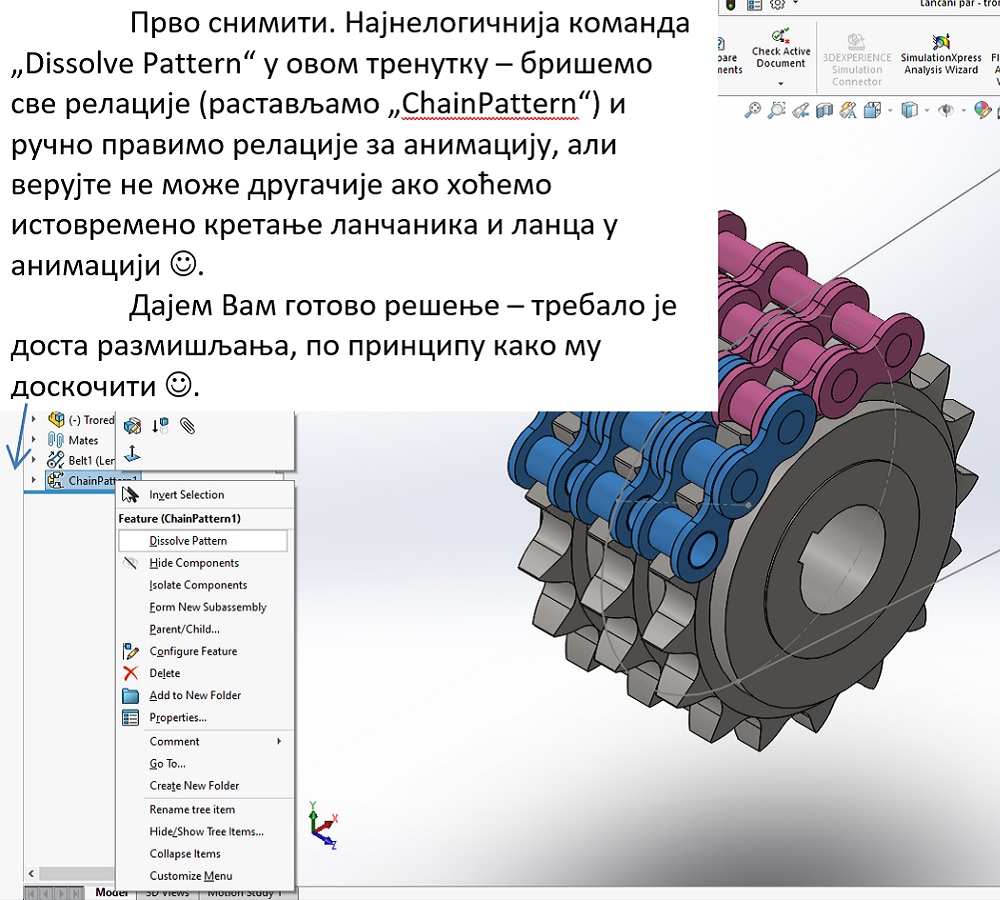 Lancani par - tror
Прво снимити. Најнелогичнија команда
„Dissolve Pattern“ у овом тренутку – бришемо
све релације (растављамо „ChainPattern“) и
ручно правимо релације за анимацију, али
верујте не може другачије ако хоћемо
истовремено кретање ланчаника и ланца у
анимацији ☺.
Дајем Вам готово решење – требало је
доста размишљања, по принципу како му
доскочити ☺.
Check Active
Document
3DEXPERIENCE
Simulation
Connector
SimulationXpress
Analysis Wizard
(-) Trored
Mates
Belt1 (Ler
ChainPattern1
Invert Selection
Feature (ChainPattern1)
Dissolve Pattern
Hide Components
Isolate Components
Form New Subassembly
Parent/Child...
Configure Feature
Delete
Add to New Folder
Properties...
Comment
Go To...
Create New Folder
Rename tree item
Hide/Show Tree Items...
Collapse Items
Customize Menu
Y
X
Z
Model
3D Views
Motion Study 1